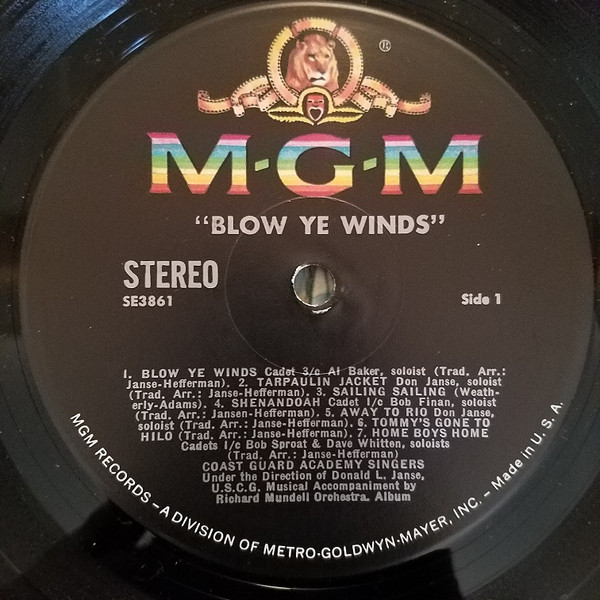 ®
M·G·M
"BLOW YE WINDS"
STEREO
SE3861
Side 1
1. BLOW YE WINDS Cadet 3/c Al Baker, soloist (Trad. Arr.:
Janse-Hefferman). 2. TARPAULIN JACKET Don Janse, soloist
(Trad. Arr.: Janse-Hefferman). 3. SAILING SAILING (Weath-
erly-Adams). 4. SHENANDOAH Cadet 1/c Bob Finan, soloist
(Trad. Arr.: Jansen-Hefferman). 5. AWAY TO RIO Don Janse,
soloist (Trad. Arr.: Janse-Hefferman). 6. TOMMY'S GONE TO
HILO (Trad. Arr.: Janse-Hefferman). 7. HOME BOYS HOME
Cadets 1/c Bob Sproat & Dave Whitten, soloists
(Trad. Arr.: Janse-Hefferman)
COAST GUARD ACADEMY SINGERS
Under the Direction of Donald L. Janse,
U.S.C.G. Musical Accompaniment by
Richard Mundell Orchestra. Album
MGM RECORDS – A DIVISION OF METRO-GOLDWYN-MAYER, INC. – Made in U. S. A.